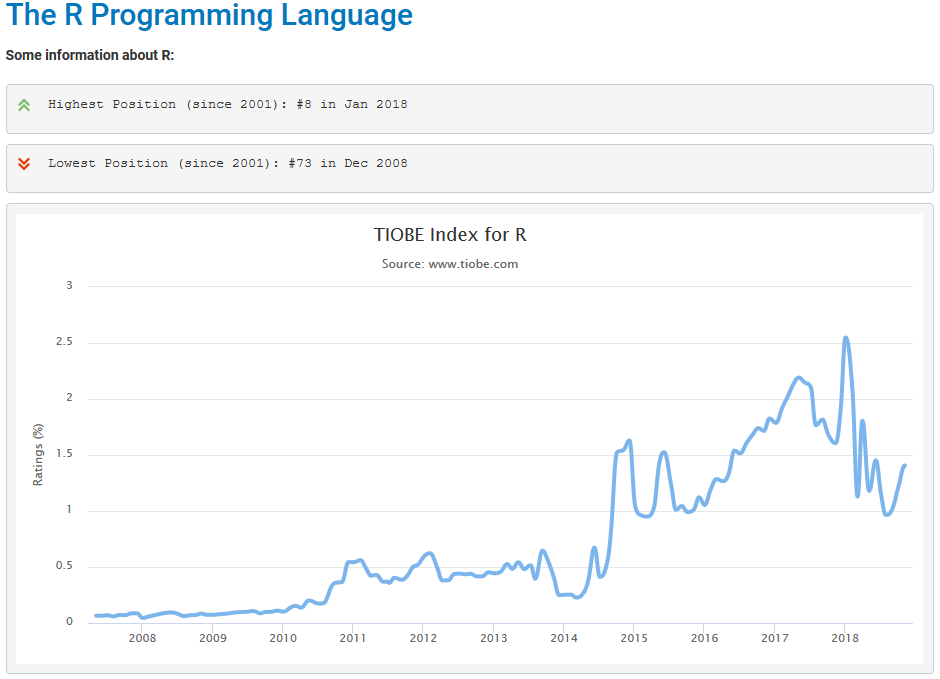 The R Programming Language
Some information about R:
Highest Position (since 2001): #8 in Jan 2018
Lowest Position (since 2001): #73 in Dec 2008
TIOBE Index for R
Source: www.tiobe.com
Ratings (%)
3
2.5
2
1.5
1
0.5
0
2008 2009 2010 2011 2012 2013 2014 2015 2016 2017 2018